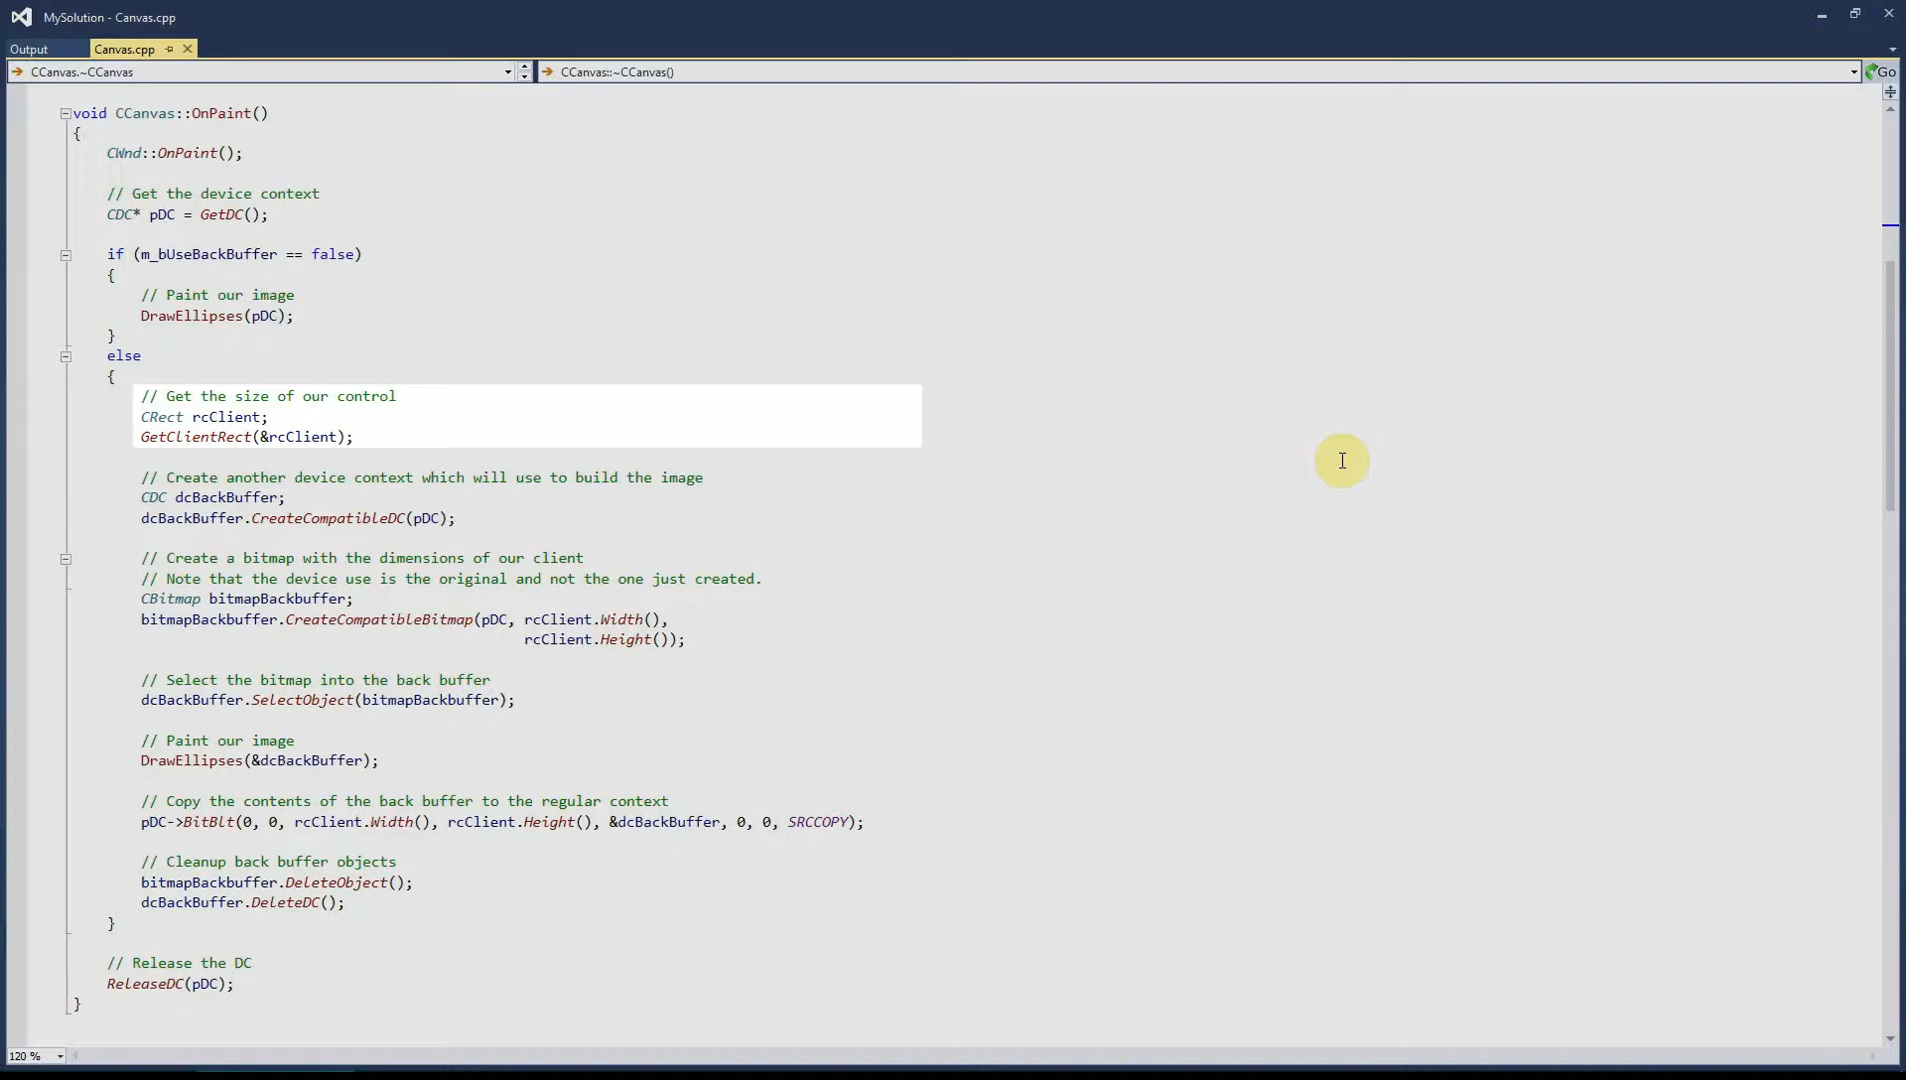 MySolution - Canvas.cpp
Output
Canvas.cpp
CCanvas.~CCanvas
CCanvas::~CCanvas()
Go
void CCanvas::OnPaint()
{
CWnd::OnPaint();
// Get the device context
CDC* pDC = GetDC();
if (m_bUseBackBuffer == false)
{
// Paint our image
DrawEllipses(pDC);
}
else
{
// Get the size of our control
CRect rcClient;
GetClientRect(&rcClient);
// Create another device context which will use to build the image
CDC dcBackBuffer;
dcBackBuffer.CreateCompatibleDC(pDC);
// Create a bitmap with the dimensions of our client
// Note that the device use is the original and not the one just created.
CBitmap bitmapBackbuffer;
bitmapBackbuffer.CreateCompatibleBitmap(pDC, rcClient.Width(),
rcClient.Height());
// Select the bitmap into the back buffer
dcBackBuffer.SelectObject(bitmapBackbuffer);
// Paint our image
DrawEllipses(&dcBackBuffer);
// Copy the contents of the back buffer to the regular context
pDC->BitBlt(0, 0, rcClient.Width(), rcClient.Height(), &dcBackBuffer, 0, 0, SRCCOPY);
// Cleanup back buffer objects
bitmapBackbuffer.DeleteObject();
dcBackBuffer.DeleteDC();
}
// Release the DC
ReleaseDC(pDC);
}
120 %